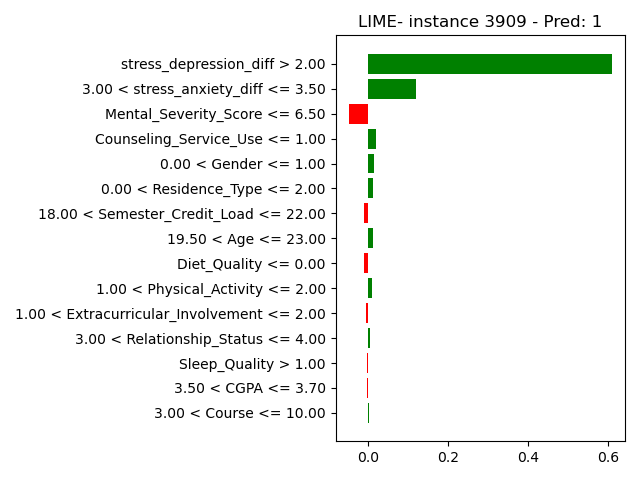 LIME- instance 3909 - Pred: 1
stress_depression_diff > 2.00
3.00 < stress_anxiety_diff <= 3.50
Mental_Severity_Score <= 6.50
Counseling_Service_Use <= 1.00
0.00 < Gender <= 1.00
0.00 < Residence_Type <= 2.00
18.00 < Semester_Credit_Load <= 22.00
19.50 < Age <= 23.00
Diet_Quality <= 0.00
1.00 < Physical_Activity <= 2.00
1.00 < Extracurricular_Involvement <= 2.00
3.00 < Relationship_Status <= 4.00
Sleep_Quality > 1.00
3.50 < CGPA <= 3.70
3.00 < Course <= 10.00
0.0 0.2 0.4 0.6